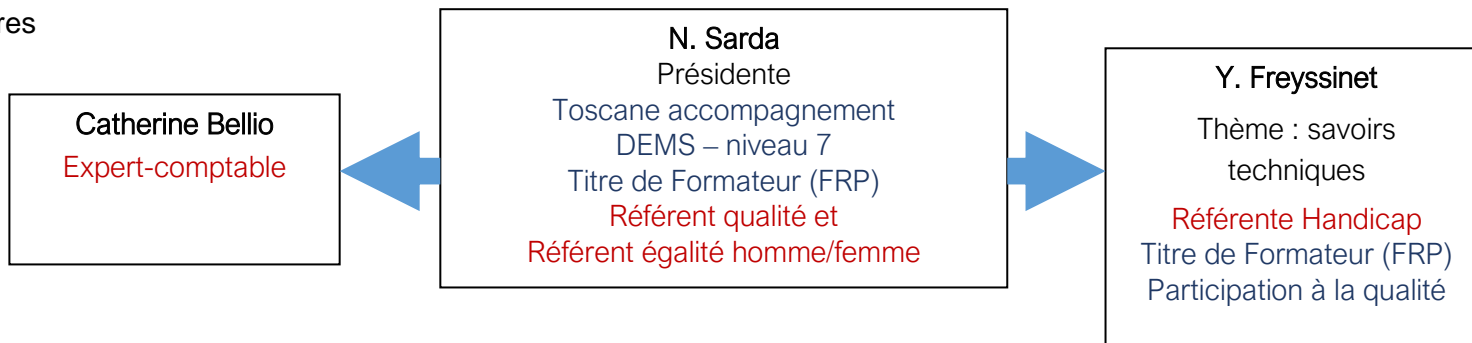 res
Catherine Bellio
Expert-comptable
N. Sarda
Présidente
Toscane accompagnement
DEMS – niveau 7
Titre de Formateur (FRP)
Référent qualité et
Référent égalité homme/femme
Y. Freyssinet
Thème : savoirs
techniques
Référente Handicap
Titre de Formateur (FRP)
Participation à la qualité